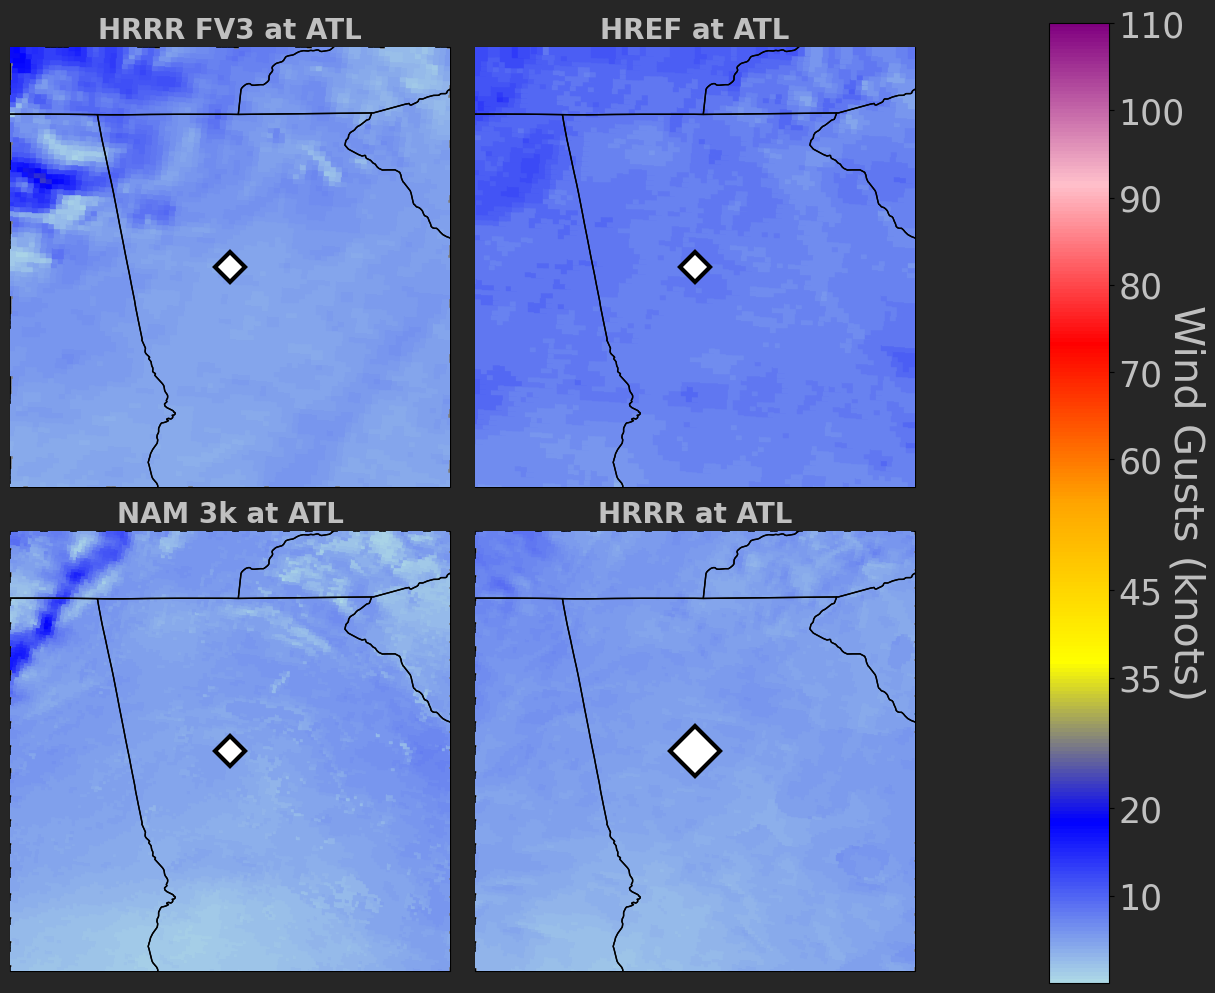 HRRR FV3 at ATL
HREF at ATL
NAM 3k at ATL
HRRR at ATL
110
100
90
80
70
60
45
35
20
10
Wind Gusts (knots)